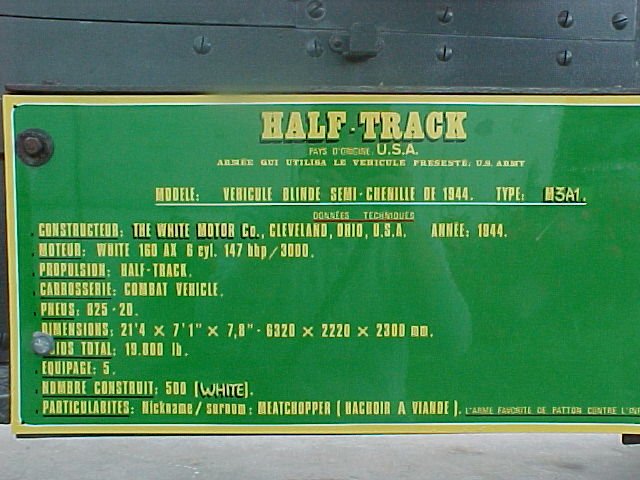 HALF-TRACK
PAYS D'ORIGINE: U.S.A.
ARMÉE QUI UTILISA LE VEHICULE PRESENTE: U.S. ARMY
MODELE: VEHICULE BLINDE SEMI-CHENILLE DE 1944. TYPE: M3A1.
DONNÉES TECHNIQUES
CONSTRUCTEUR: THE WHITE MOTOR Co., CLEVELAND, OHIO, U.S.A. ANNÉE: 1944.
MOTEUR: WHITE 160 AX 6 cyl. 147 hbp/3000.
PROPULSION: HALF-TRACK.
CARROSSERIE: COMBAT VEHICLE.
PNEUS: 825-20.
DIMENSIONS: 21'4 x 7'1" x 7,8"- 6320 x 2220 x 2300 mm.
TOTAL: 19.800 lb.
EQUIPAGE: 5.
NOMBRE CONSTRUIT: 500 (WHITE).
PARTICULARITES: Nickname/surnom: MEATCHOPPER (HACHOIR A VIANDE). L'ARME FAVORITE DE PATTON CONTRE